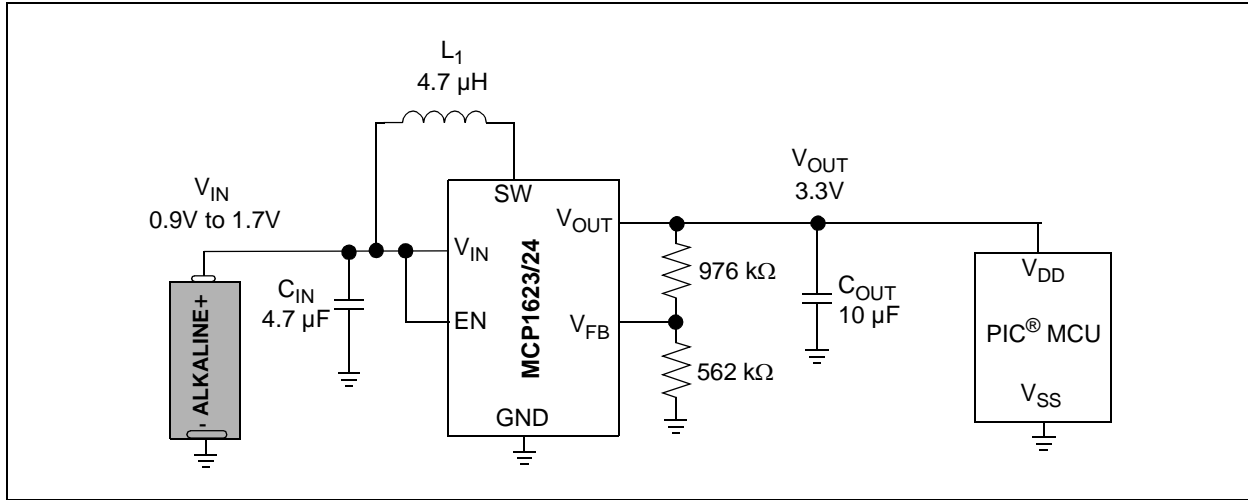 L1
4.7 µH
VIN
0.9V to 1.7V
- ALKALINE+
CIN
4.7 µF
SW
VIN
EN
MCP1623/24
VOUT
VFB
GND
976 kΩ
562 kΩ
VOUT
3.3V
COUT
10 µF
VDD
PIC® MCU
VSS